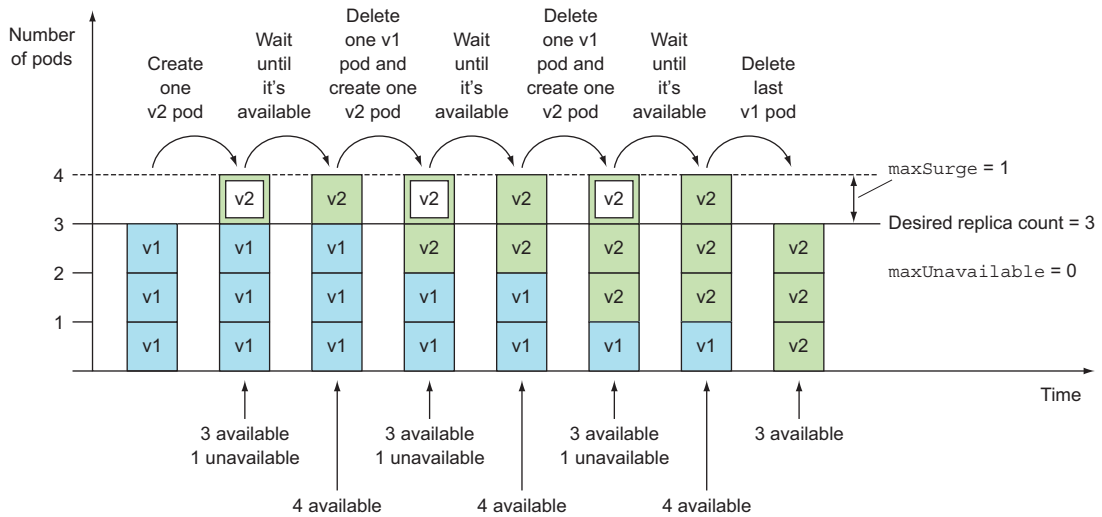 Number
of pods
Create
one
v2 pod
Wait
until
it's
available
Delete
one v1
pod and
create one
v2 pod
Wait
until
it's
available
Delete
one v1
pod and
create one
v2 pod
Wait
until
it's
available
Delete
last
v1 pod
4
3
2
1
v2 v2 v2 v2 v2 v2
v1 v1 v1 v2 v2 v2 v2 v2
v1 v1 v1 v1 v1 v2 v2 v2
v1 v1 v1 v1 v1 v1 v1 v2
maxSurge = 1
Desired replica count = 3
maxUnavailable = 0
Time
3 available
1 unavailable
3 available
1 unavailable
3 available
1 unavailable
3 available
4 available
4 available
4 available